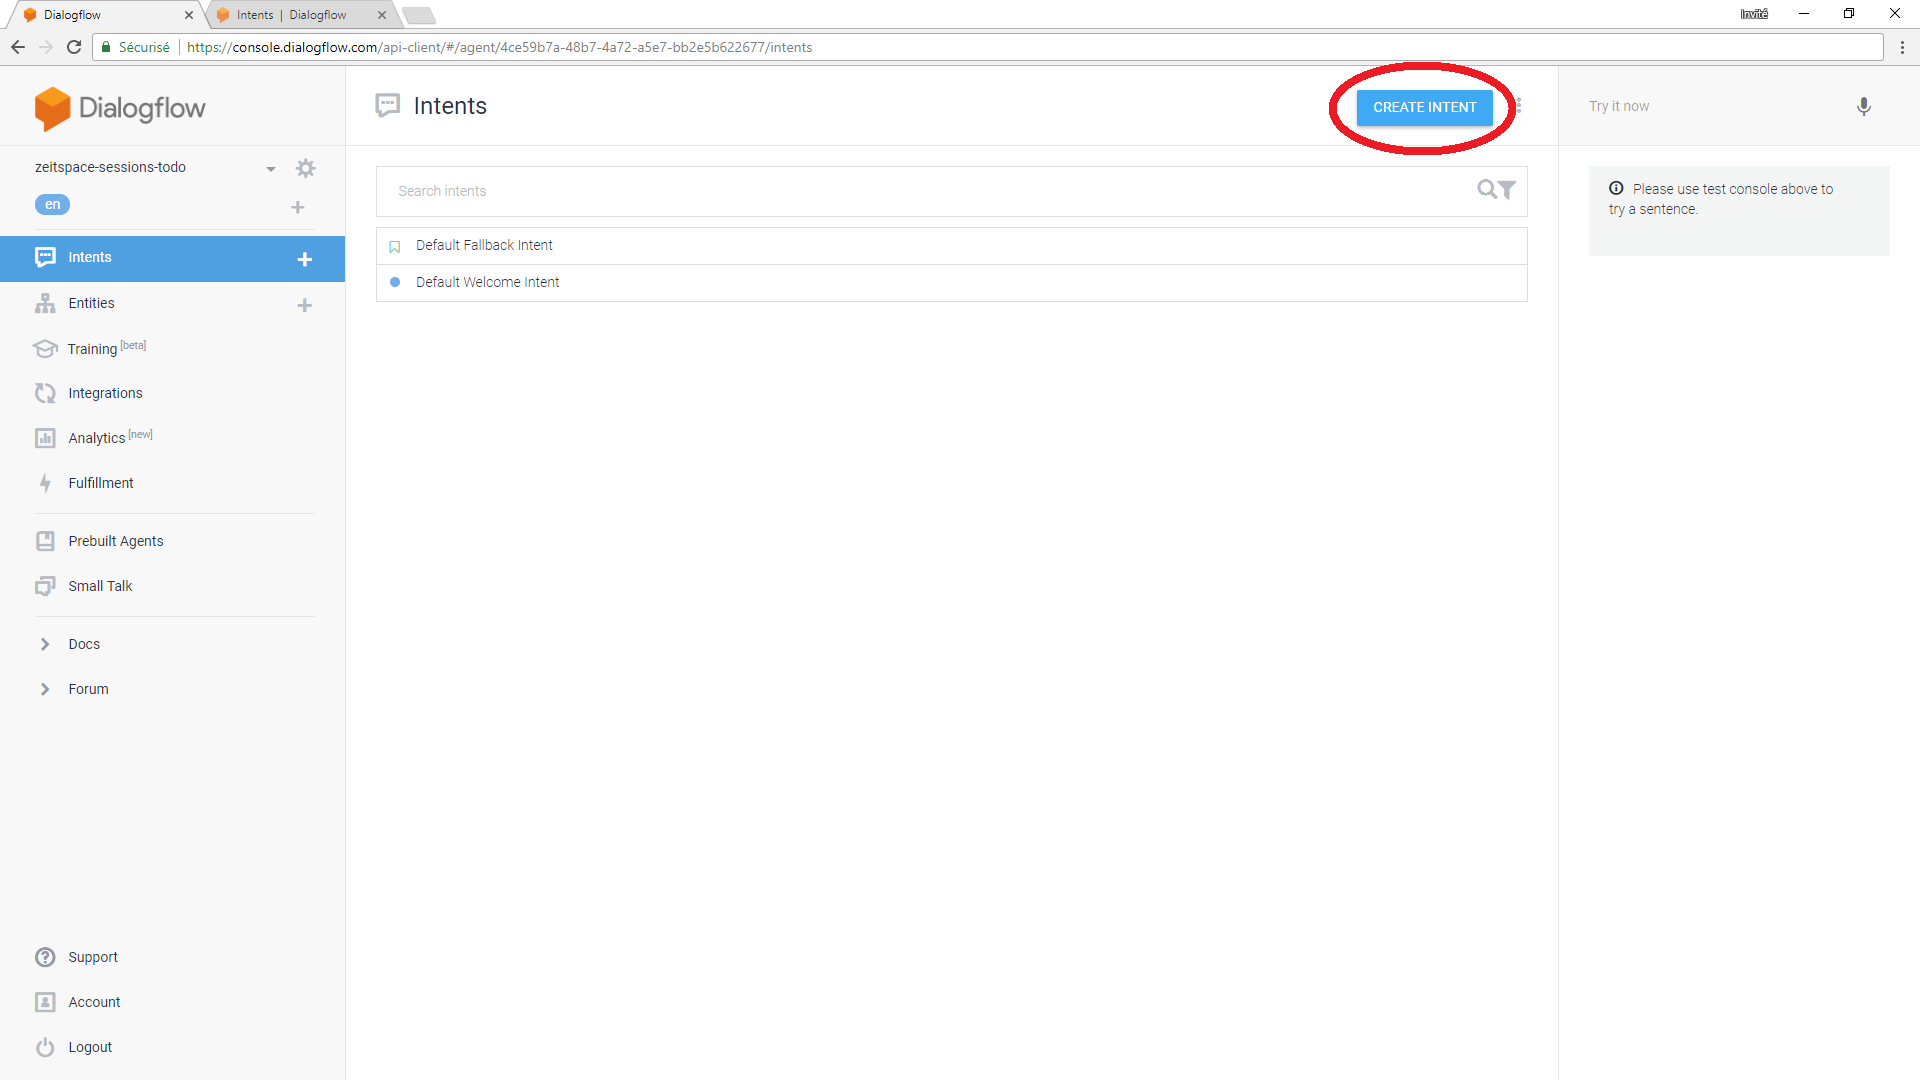 Dialogflow
Intents | Dialogflow
Invité
Sécurisé
https://console.dialogflow.com/api-client/#/agent/4ce59b7a-48b7-4a72-a5e7-bb2e5b622677/intents
Dialogflow
Intents
CREATE INTENT
Try it now
zeitspace-sessions-todo
en
Search intents
Please use test console above to
try a sentence.
Intents
Default Fallback Intent
Default Welcome Intent
Entities
Training [beta]
Integrations
Analytics [new]
Fulfillment
Prebuilt Agents
Small Talk
Docs
Forum
Support
Account
Logout